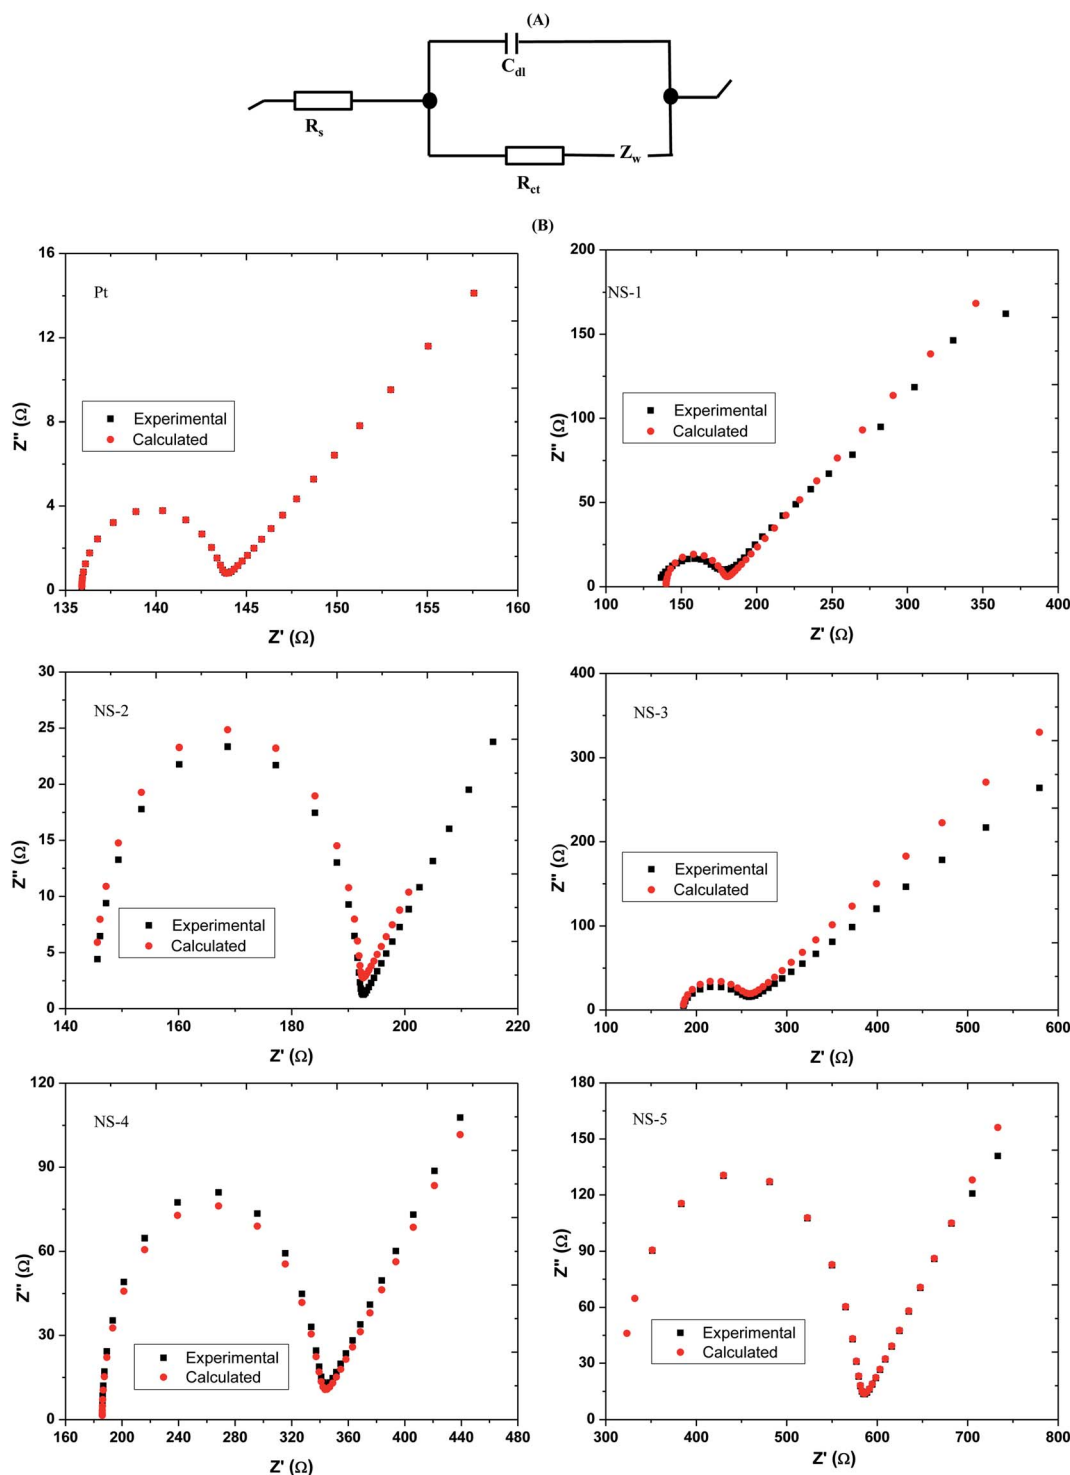 (A)
C_dl
R_s
Z_w
R_ct
(B)
Pt
16
12
8
4
0
135
140
145
150
155
160
Z'' (Ω)
Z' (Ω)
Experimental
Calculated
NS-1
200
150
100
50
0
100
150
200
250
300
350
400
Z'' (Ω)
Z' (Ω)
Experimental
Calculated
NS-2
30
25
20
15
10
5
0
140
160
180
200
220
Z'' (Ω)
Z' (Ω)
Experimental
Calculated
NS-3
400
300
200
100
0
100
200
300
400
500
600
Z'' (Ω)
Z' (Ω)
Experimental
Calculated
NS-4
120
90
60
30
0
160
200
240
280
320
360
400
440
480
Z'' (Ω)
Z' (Ω)
Experimental
Calculated
NS-5
180
150
120
90
60
30
0
300
400
500
600
700
800
Z'' (Ω)
Z' (Ω)
Experimental
Calculated